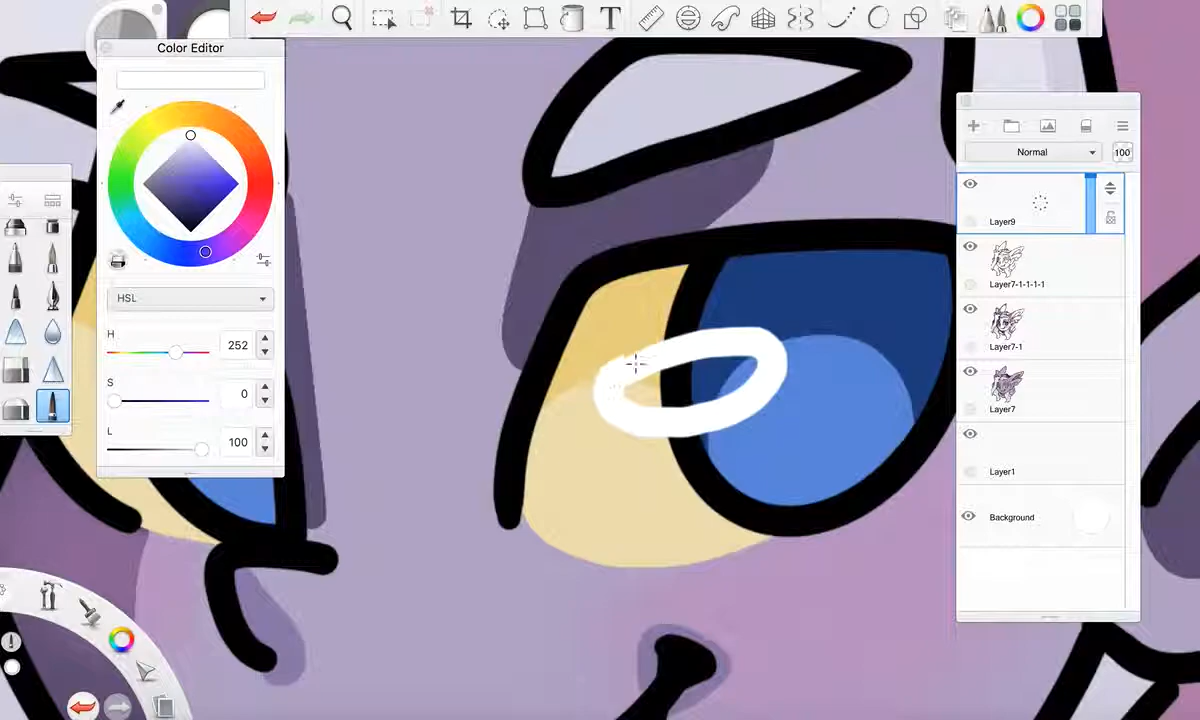 Color Editor
HSL
H
252
S
0
L
100
T
Normal
100
Layer9
Layer7-1-1-1-1
Layer7-1
Layer7
Layer1
Background